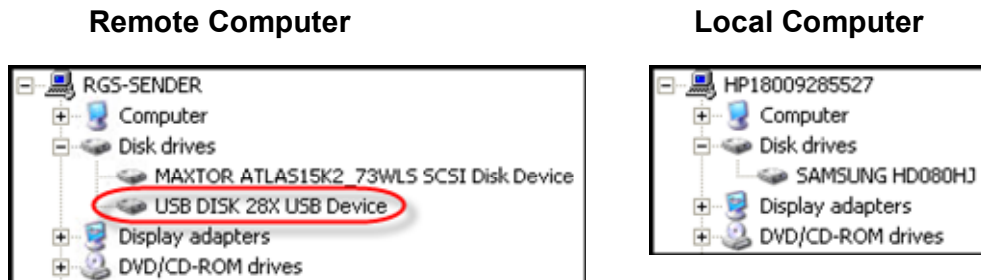 Remote Computer
RGS-SENDER
Computer
Disk drives
MAXTOR ATLAS15K2_73WLS SCSI Disk Device
USB DISK 28X USB Device
Display adapters
DVD/CD-ROM drives
Local Computer
HP18009285527
Computer
Disk drives
SAMSUNG HD080HJ
Display adapters
DVD/CD-ROM drives